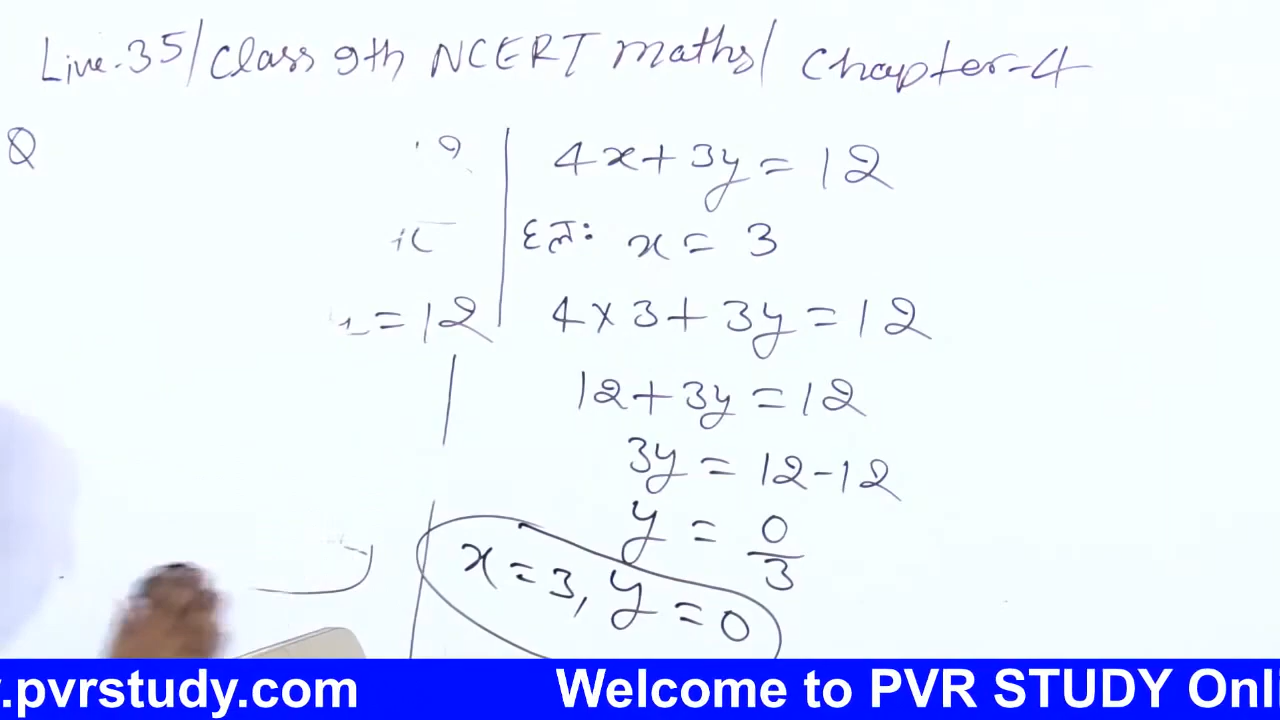 Live-35/Class 9th NCERT maths/ Chapter-4
Q
= 12
4x+3y=12
हल: x = 3
4×3+3y=12
12+3y=12
3y = 12-12
y = 0/3
x=3, y=0
.pvrstudy.com
Welcome to PVR STUDY Onli